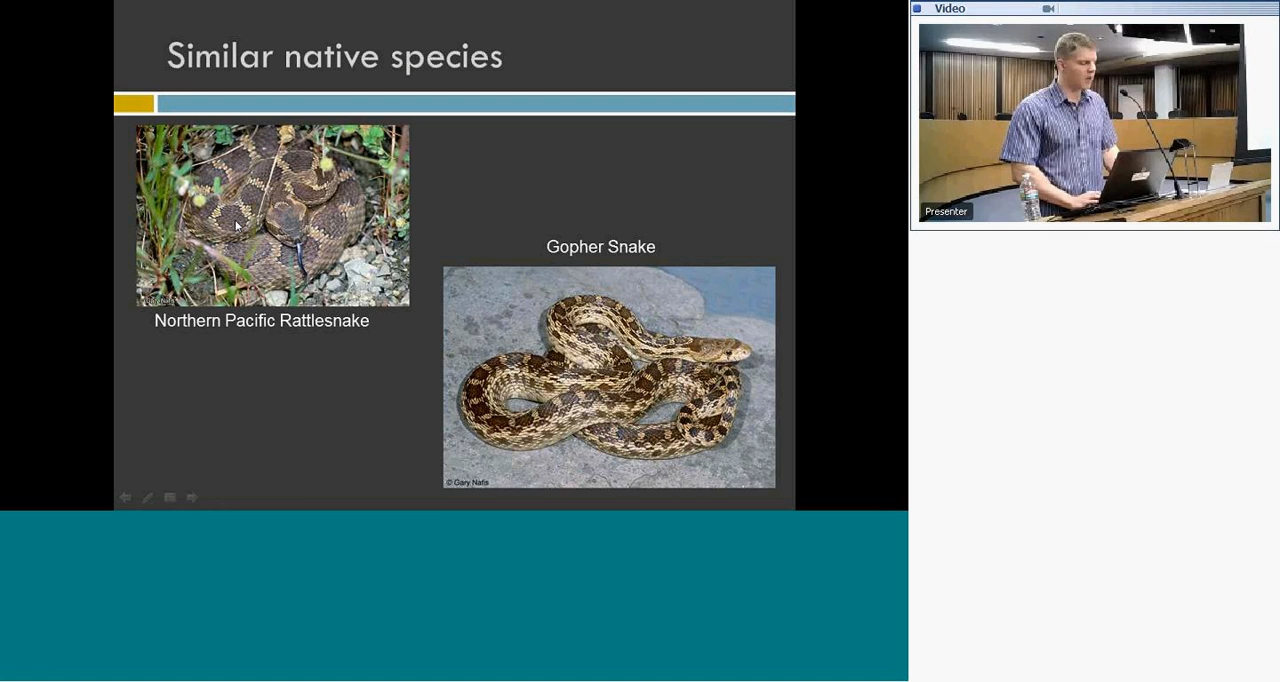 Similar native species
Northern Pacific Rattlesnake
Gopher Snake
© Gary Nafis
Video
Presenter